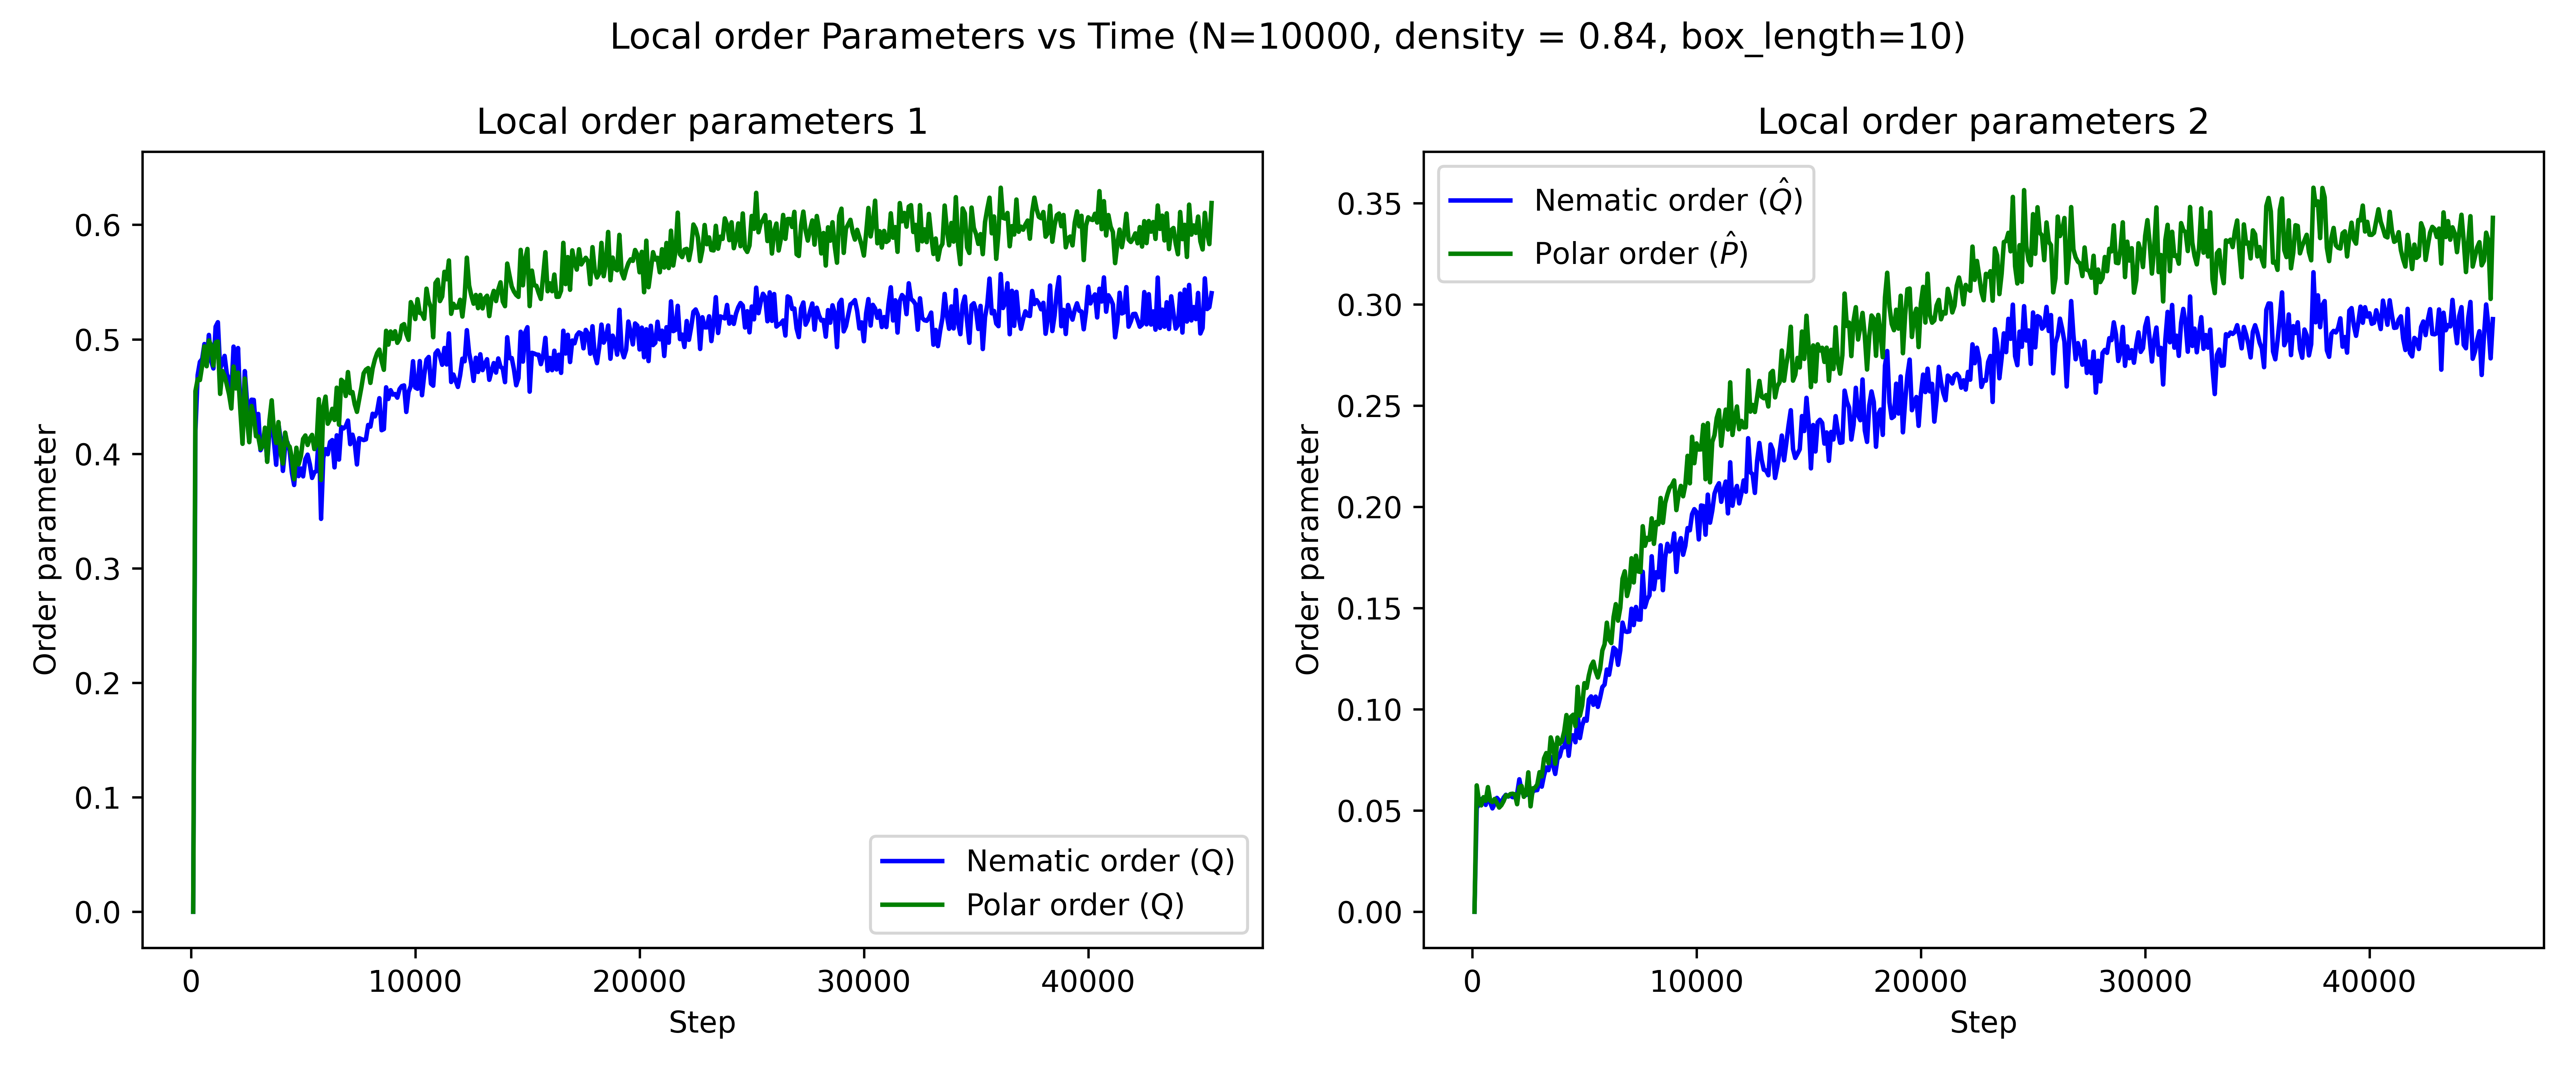 Local order Parameters vs Time (N=10000, density = 0.84, box_length=10)
Local order parameters 1
Order parameter
0.6
0.5
0.4
0.3
0.2
0.1
0.0
Nematic order (Q)
Polar order (Q)
0 10000 20000 30000 40000
Step
Local order parameters 2
Order parameter
0.35
0.30
0.25
0.20
0.15
0.10
0.05
0.00
Nematic order (Q̂)
Polar order (P̂)
0 10000 20000 30000 40000
Step